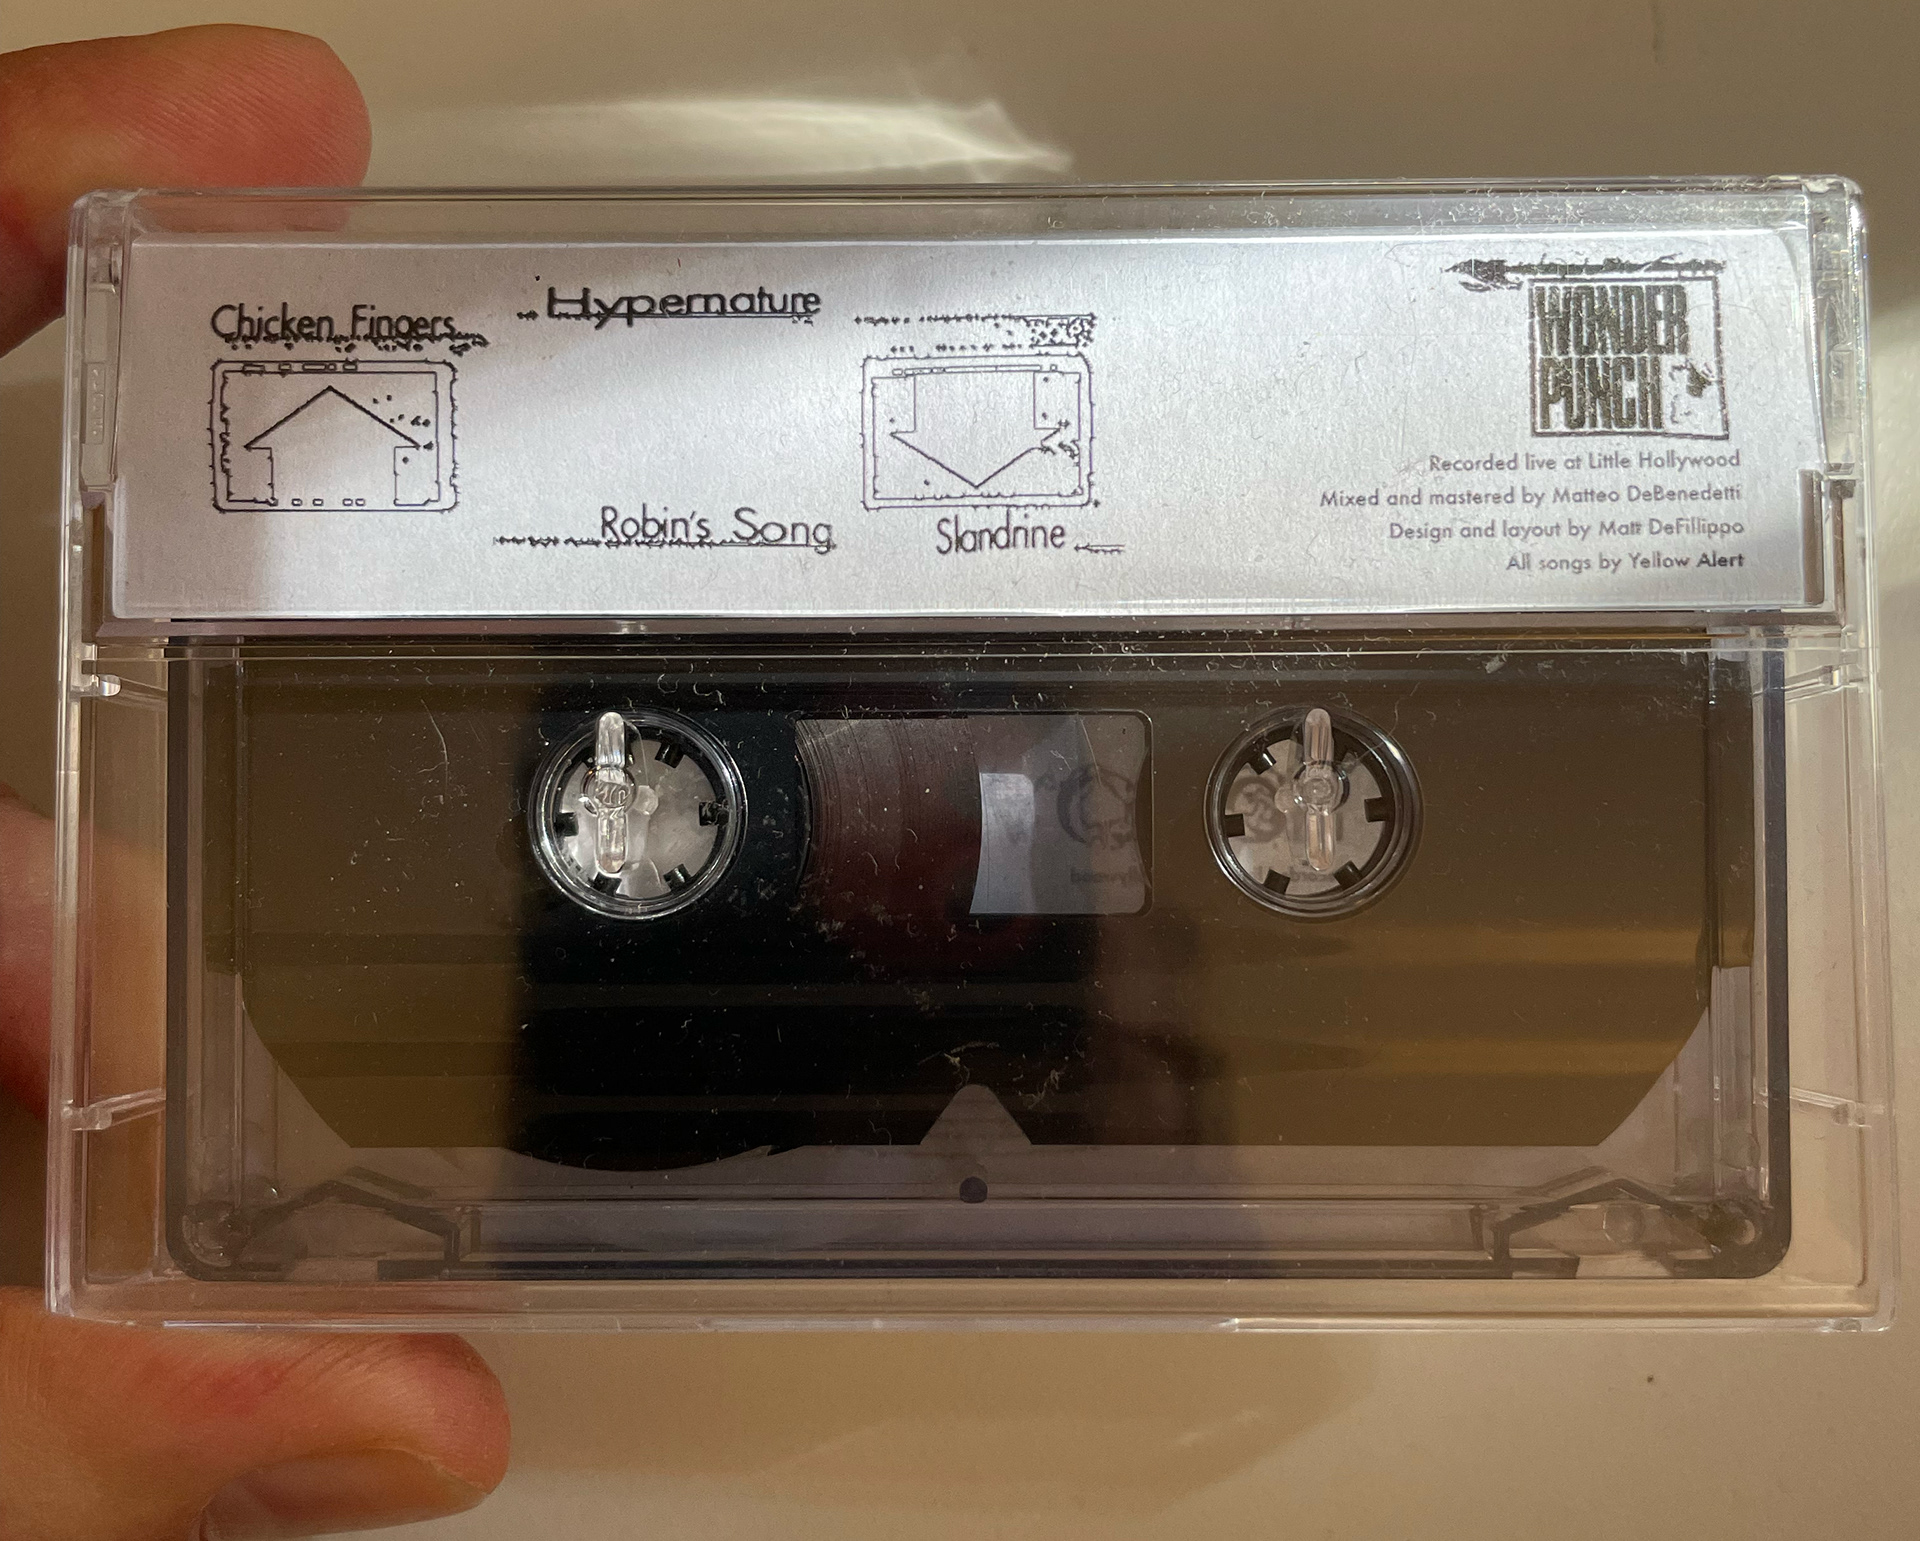 Chicken Fingers
Hypernature
Robin's Song
Slandrine
WONDER
PUNCH
Recorded live at Little Hollywood
Mixed and mastered by Matteo DeBenedetti
Design and layout by Matt DeFillippo
All songs by Yellow Alert